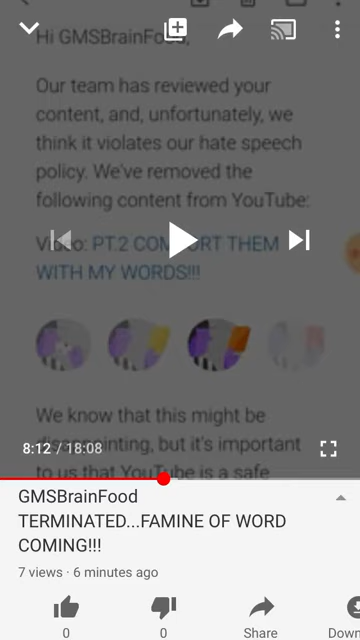 Hi GMSBrainFood,
Our team has reviewed your
content, and, unfortunately, we
think it violates our hate speech
policy. We've removed the
following content from YouTube:
Video: PT.2 COMFORT THEM
WITH MY WORDS!!!
We know that this might be
disappointing, but it's important
to us that YouTube is a safe
8:12 / 18:08
GMSBrainFood
TERMINATED...FAMINE OF WORD
COMING!!!
7 views · 6 minutes ago
0
0
Share
Down